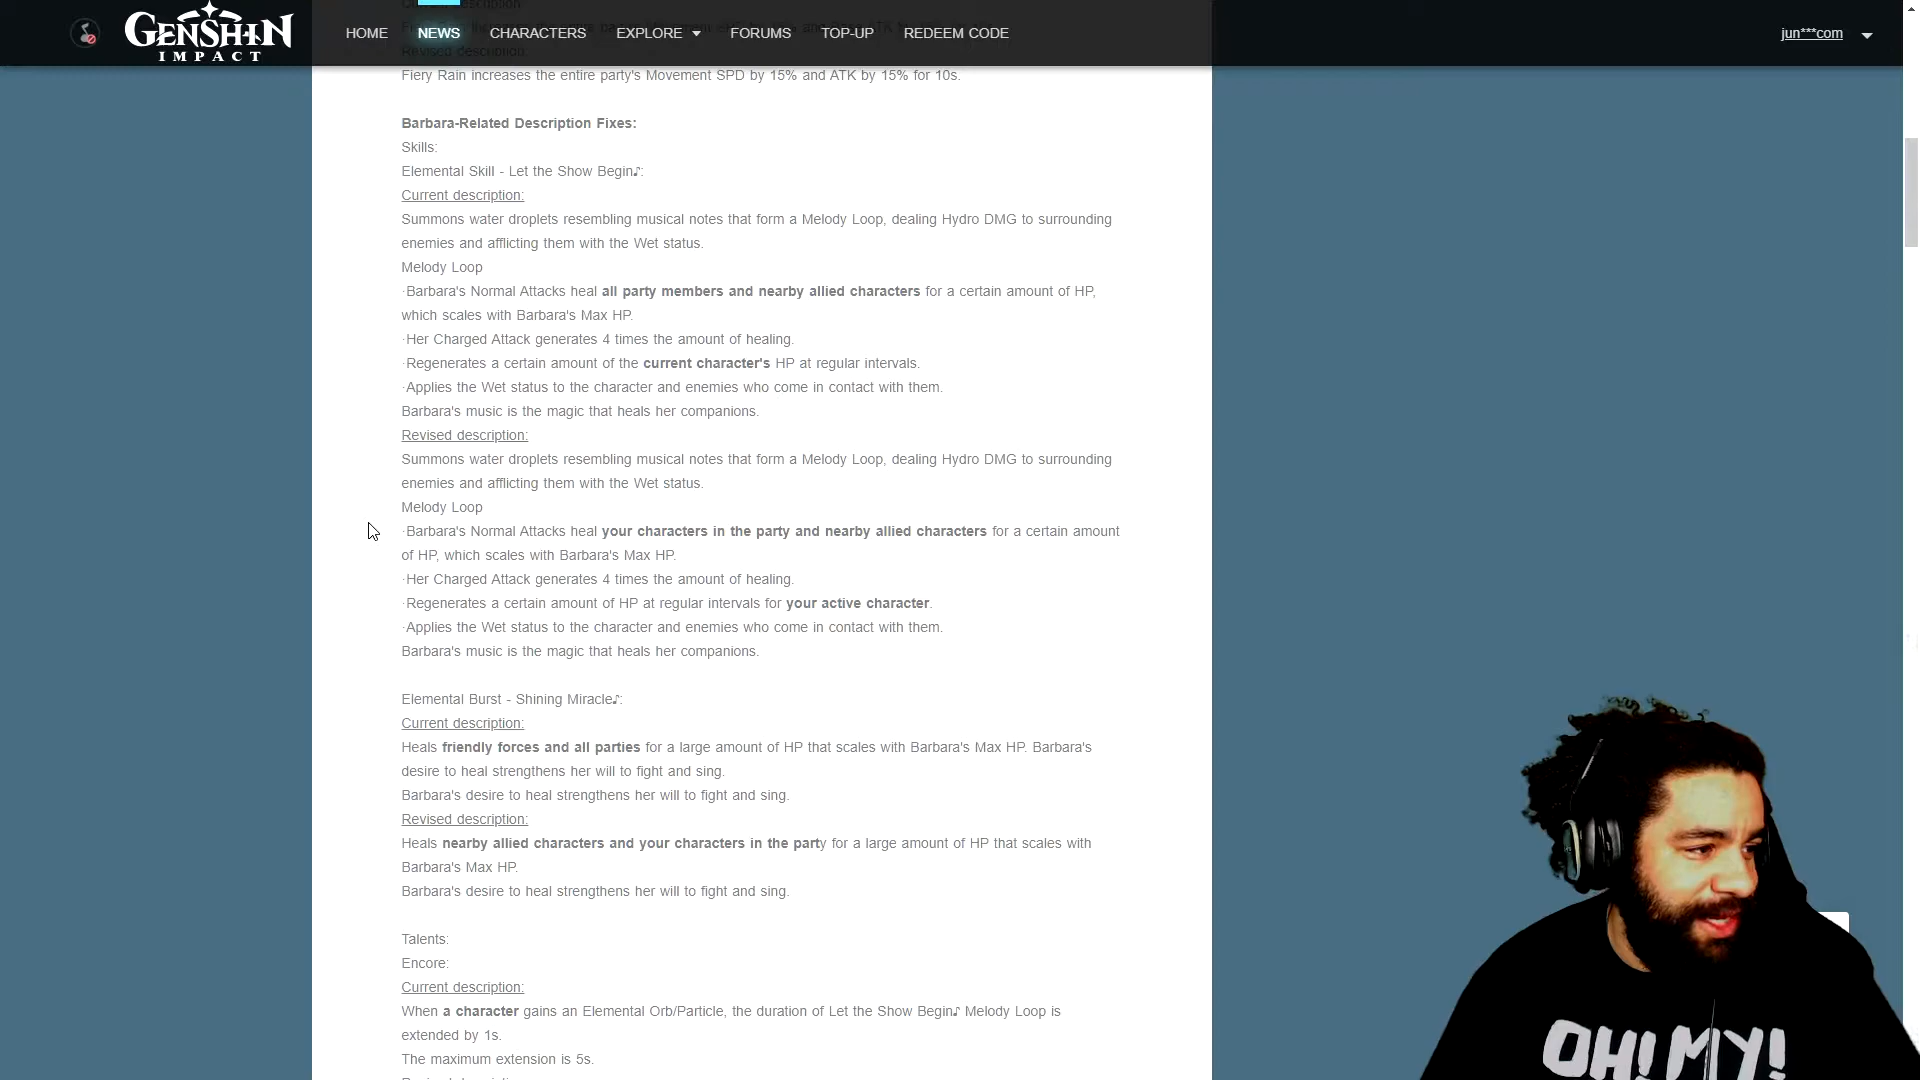 GENSHIN
IMPACT
HOME NEWS CHARACTERS EXPLORE FORUMS TOP-UP REDEEM CODE
jun***com
Revised description:
Fiery Rain increases the entire party's Movement SPD by 15% and ATK by 15% for 10s.
Barbara-Related Description Fixes:
Skills:
Elemental Skill - Let the Show Begin♪:
Current description:
Summons water droplets resembling musical notes that form a Melody Loop, dealing Hydro DMG to surrounding
enemies and afflicting them with the Wet status.
Melody Loop
·Barbara's Normal Attacks heal all party members and nearby allied characters for a certain amount of HP,
which scales with Barbara's Max HP.
·Her Charged Attack generates 4 times the amount of healing.
·Regenerates a certain amount of the current character's HP at regular intervals.
·Applies the Wet status to the character and enemies who come in contact with them.
Barbara's music is the magic that heals her companions.
Revised description:
Summons water droplets resembling musical notes that form a Melody Loop, dealing Hydro DMG to surrounding
enemies and afflicting them with the Wet status.
Melody Loop
·Barbara's Normal Attacks heal your characters in the party and nearby allied characters for a certain amount
of HP, which scales with Barbara's Max HP.
·Her Charged Attack generates 4 times the amount of healing.
·Regenerates a certain amount of HP at regular intervals for your active character.
·Applies the Wet status to the character and enemies who come in contact with them.
Barbara's music is the magic that heals her companions.
Elemental Burst - Shining Miracle♪:
Current description:
Heals friendly forces and all parties for a large amount of HP that scales with Barbara's Max HP. Barbara's
desire to heal strengthens her will to fight and sing.
Barbara's desire to heal strengthens her will to fight and sing.
Revised description:
Heals nearby allied characters and your characters in the party for a large amount of HP that scales with
Barbara's Max HP.
Barbara's desire to heal strengthens her will to fight and sing.
Talents:
Encore:
Current description:
When a character gains an Elemental Orb/Particle, the duration of Let the Show Begin♪ Melody Loop is
extended by 1s.
The maximum extension is 5s.
OH! MY!